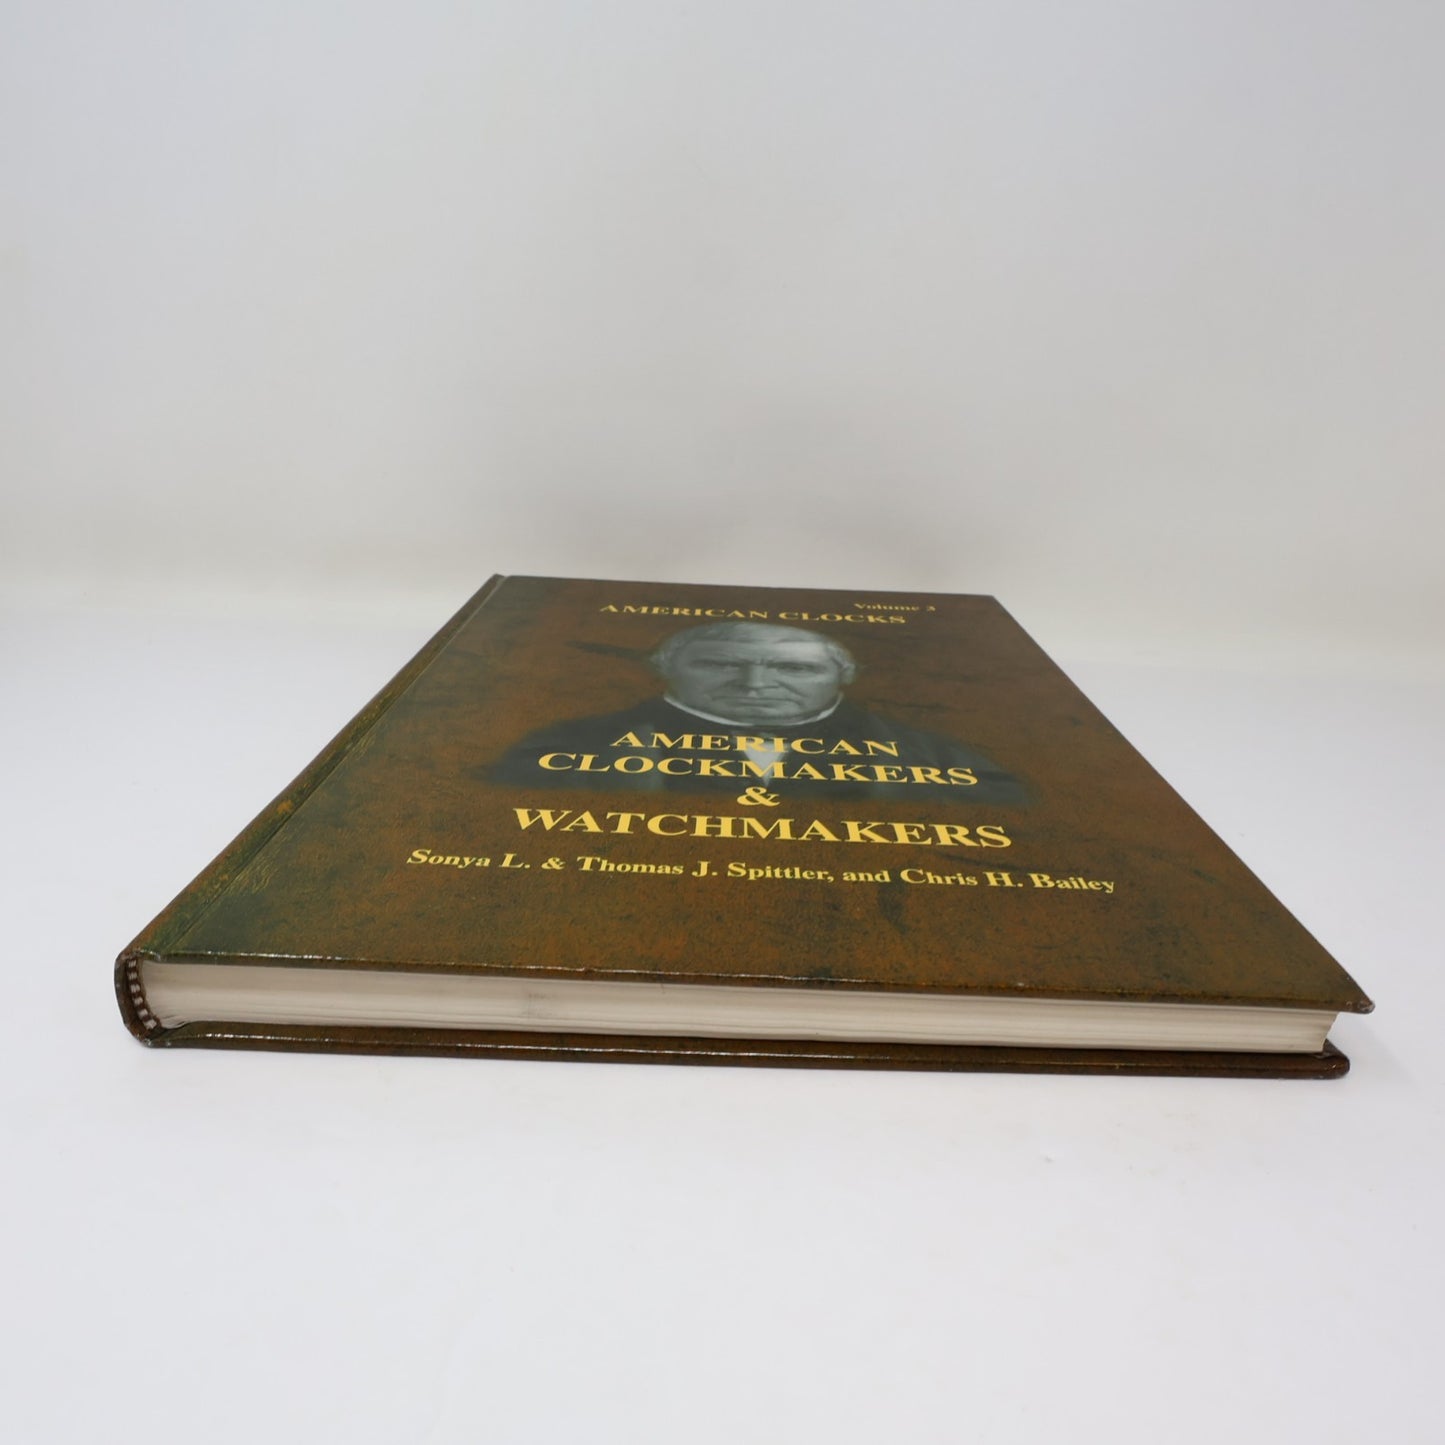 Volume 3
AMERICAN CLOCKS
AMERICAN
CLOCKMAKERS
&
WATCHMAKERS
Sonya L. & Thomas J. Spittler, and Chris H. Bailey